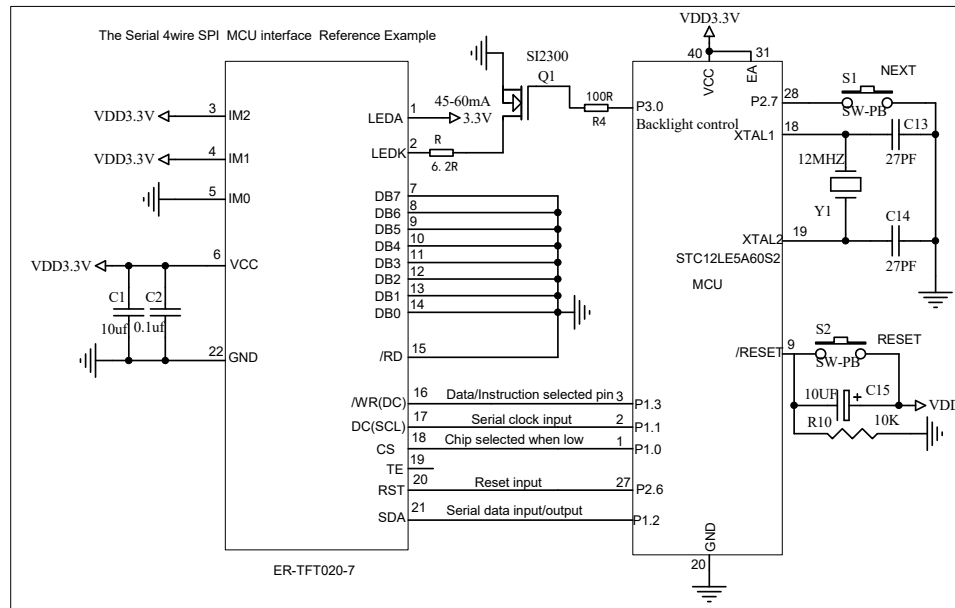 The Serial 4wire SPI MCU interface Reference Example
VDD3.3V
3
IM2
VDD3.3V
4
IM1
5
IM0
VDD3.3V
6
VCC
C1
C2
10uf
0.1uf
22
GND
1
LEDA
45-60mA
3.3V
2
LEDK
R
6.2R
7
DB7
8
DB6
9
DB5
10
DB4
11
DB3
12
DB2
13
DB1
14
DB0
15
/RD
16
/WR(DC)
Data/Instruction selected pin
3
P1.3
17
DC(SCL)
Serial clock input
2
P1.1
18
CS
Chip selected when low
1
P1.0
19
TE
20
RST
Reset input
27
P2.6
21
SDA
Serial data input/output
P1.2
ER-TFT020-7
SI2300
Q1
100R
R4
P3.0
Backlight control
VDD3.3V
40
31
VCC
EA
28
P2.7
S1
NEXT
SW-PB
18
XTAL1
C13
27PF
12MHZ
Y1
19
XTAL2
C14
27PF
STC12LE5A60S2
MCU
9
/RESET
S2
RESET
SW-PB
10UF
+
C15
VDD
R10
10K
GND
20